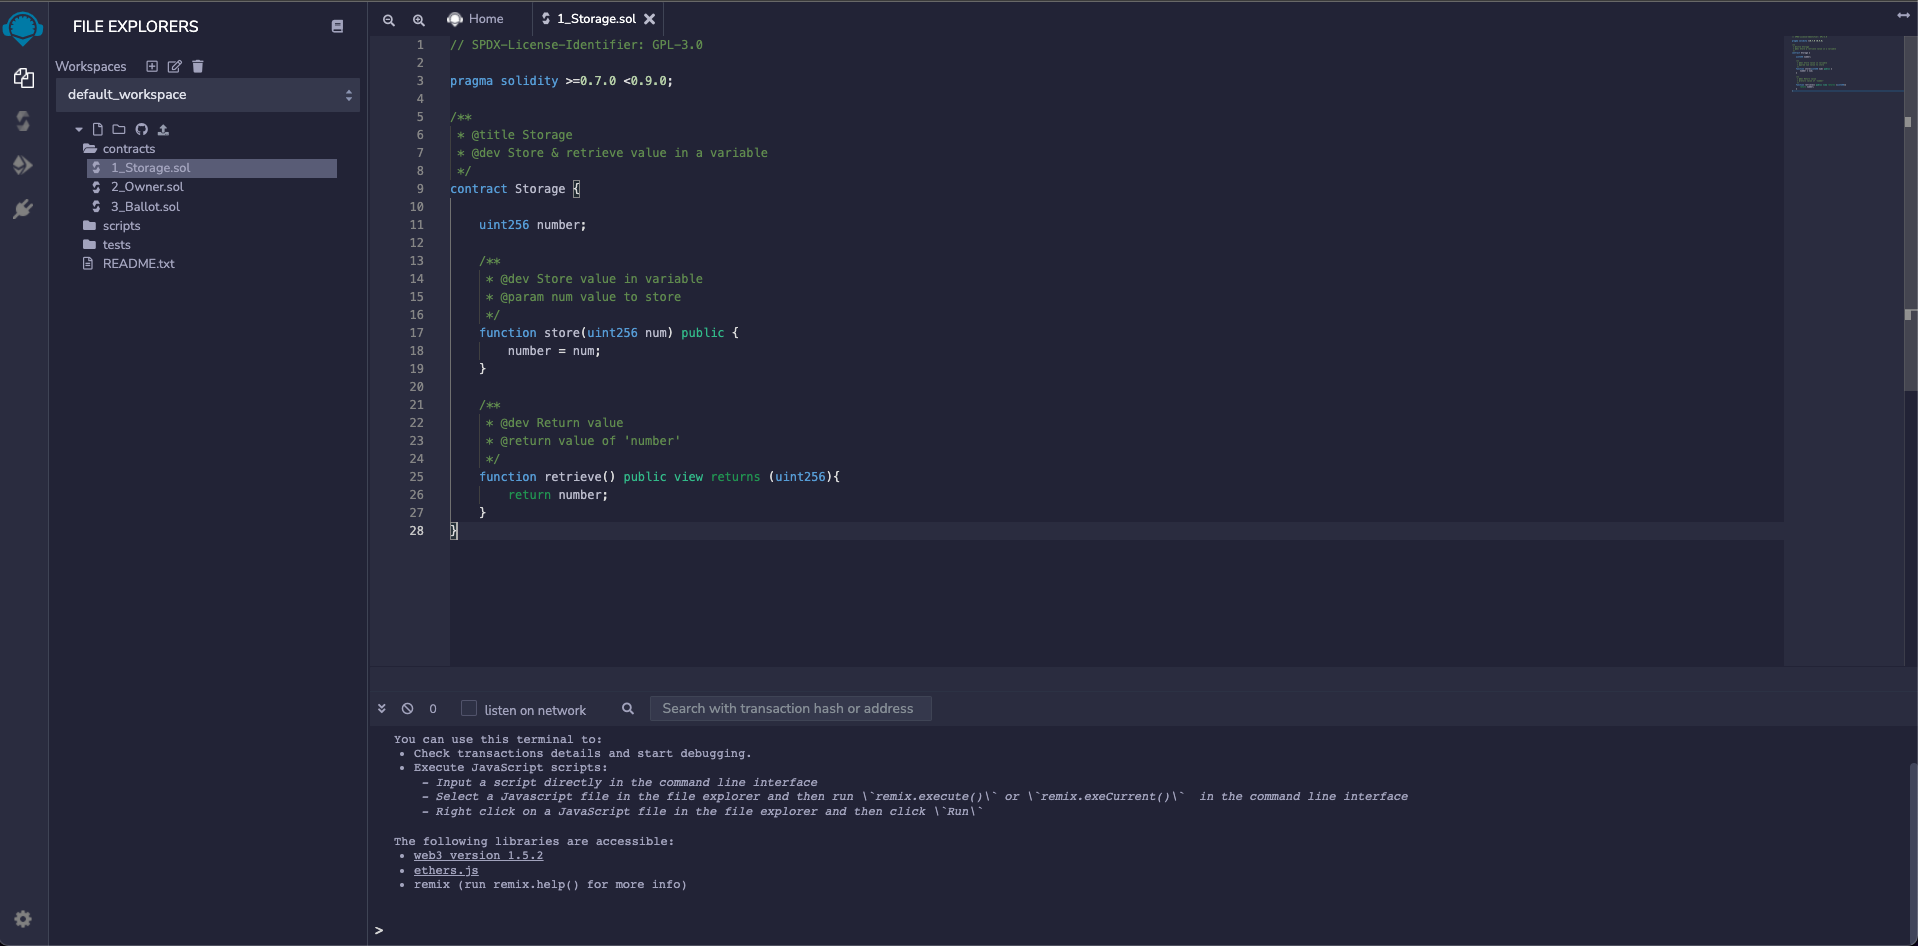 FILE EXPLORERS
Workspaces
default_workspace
contracts
1_Storage.sol
2_Owner.sol
3_Ballot.sol
scripts
tests
README.txt
Home
1_Storage.sol
1 // SPDX-License-Identifier: GPL-3.0
2
3 pragma solidity >=0.7.0 <0.9.0;
4
5 /**
6  * @title Storage
7  * @dev Store & retrieve value in a variable
8  */
9 contract Storage {
10
11     uint256 number;
12
13     /**
14      * @dev Store value in variable
15      * @param num value to store
16      */
17     function store(uint256 num) public {
18         number = num;
19     }
20
21     /**
22      * @dev Return value
23      * @return value of 'number'
24      */
25     function retrieve() public view returns (uint256){
26         return number;
27     }
28 }
0 listen on network Search with transaction hash or address
You can use this terminal to:
• Check transactions details and start debugging.
• Execute JavaScript scripts:
- Input a script directly in the command line interface
- Select a Javascript file in the file explorer and then run \`remix.execute()\` or \`remix.exeCurrent()\`  in the command line interface
- Right click on a JavaScript file in the file explorer and then click \`Run\`
The following libraries are accessible:
• web3 version 1.5.2
• ethers.js
• remix (run remix.help() for more info)
>